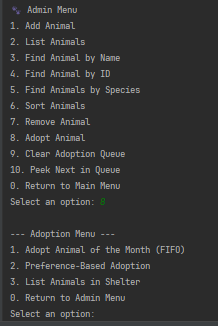 🐾 Admin Menu
1. Add Animal
2. List Animals
3. Find Animal by Name
4. Find Animal by ID
5. Find Animals by Species
6. Sort Animals
7. Remove Animal
8. Adopt Animal
9. Clear Adoption Queue
10. Peek Next in Queue
0. Return to Main Menu
Select an option: 8
--- Adoption Menu ---
1. Adopt Animal of the Month (FIFO)
2. Preference-Based Adoption
3. List Animals in Shelter
0. Return to Admin Menu
Select an option: